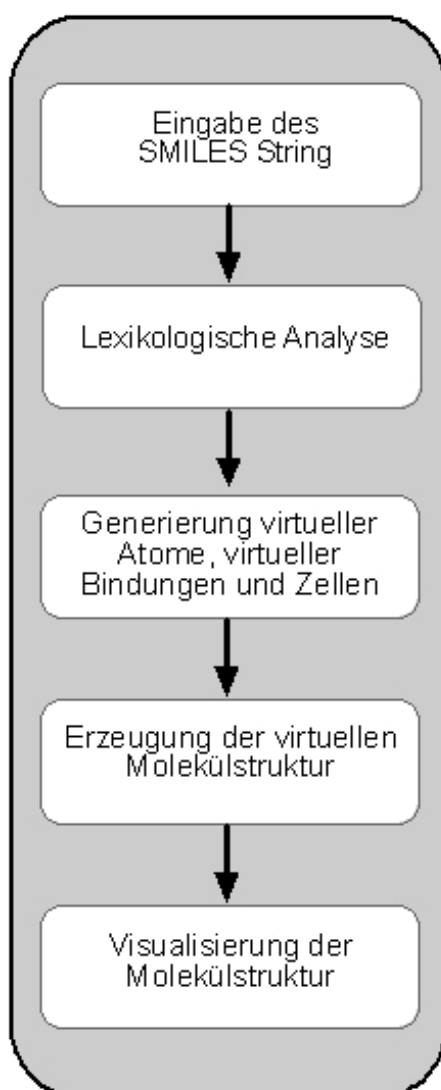 Eingabe des
SMILES String
Lexikologische Analyse
Generierung virtueller
Atome, virtueller
Bindungen und Zellen
Erzeugung der virtuellen
Molekülstruktur
Visualisierung der
Molekülstruktur